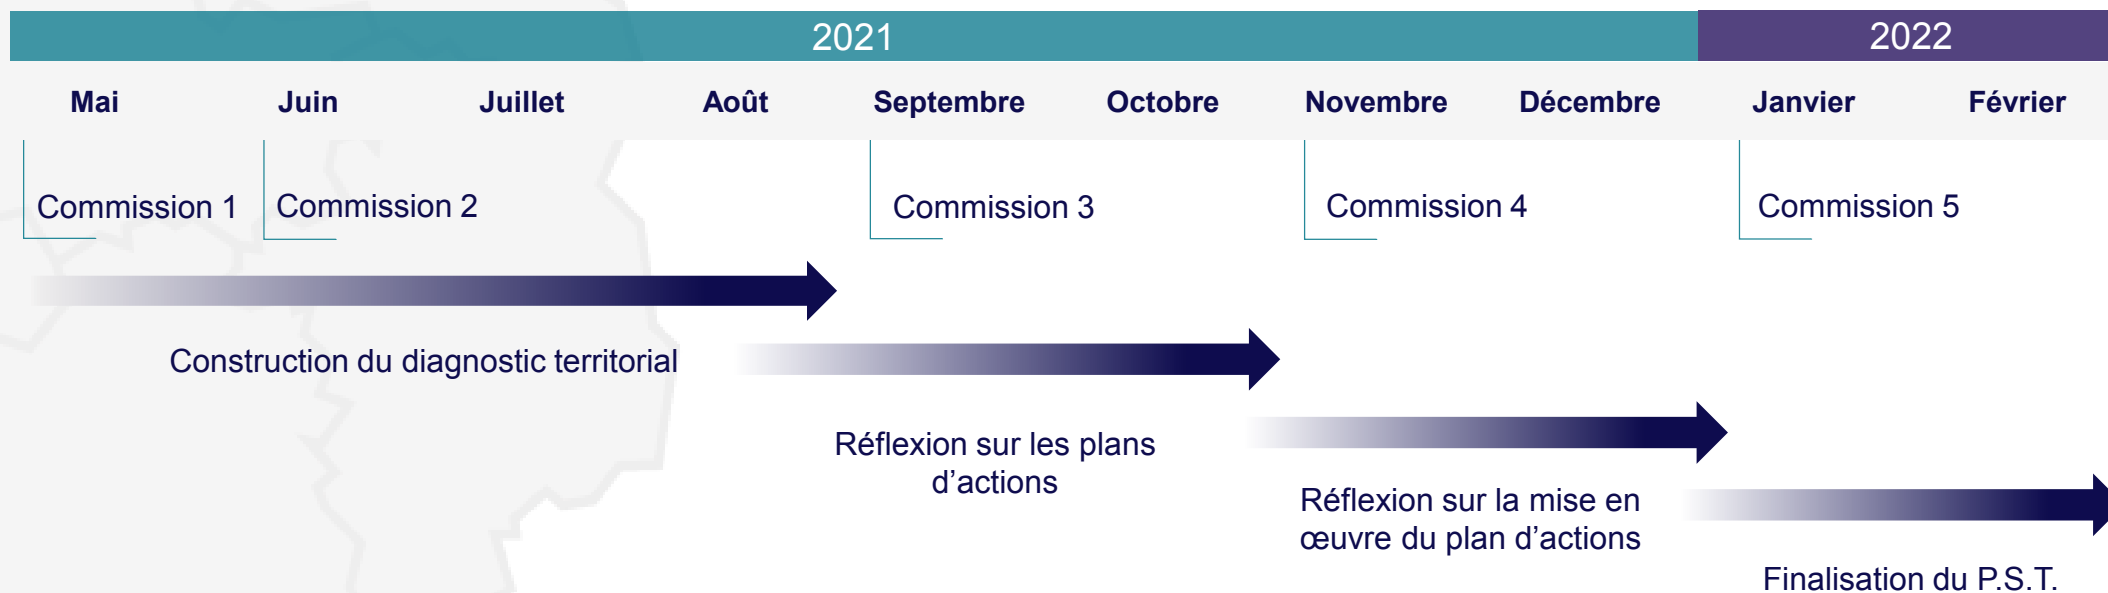 2021
2022
Mai
Juin
Juillet
Août
Septembre
Octobre
Novembre
Décembre
Janvier
Février
Commission 1
Commission 2
Commission 3
Commission 4
Commission 5
Construction du diagnostic territorial
Réflexion sur les plans
d’actions
Réflexion sur la mise en
œuvre du plan d’actions
Finalisation du P.S.T.